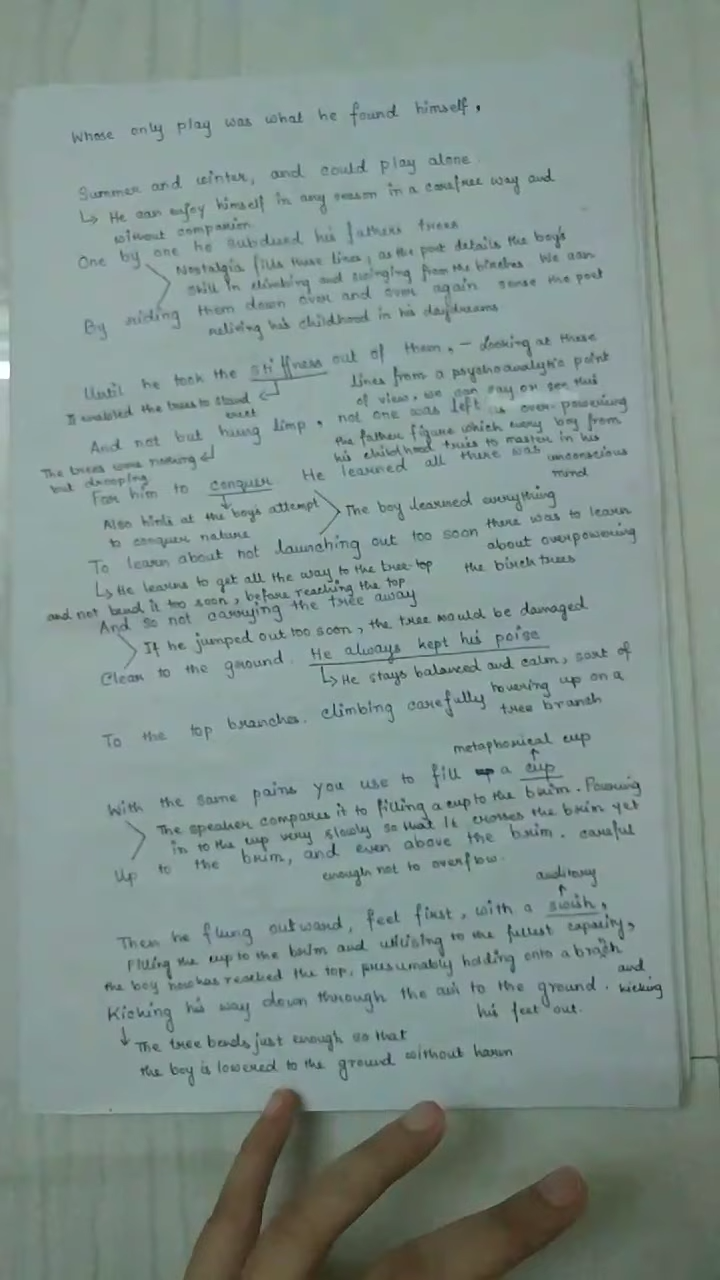 Whose only play was what he found himself,
Summer and winter, and could play alone.
↳ He can enjoy himself in any season in a carefree way and
without companion
One by one he subdued his fathers trees
Nostalgia fills these lines, as the poet details the boy's
skill in climbing and swinging from the birches. We can
By riding them down over and over again sense the poet
reliving his childhood in his daydreams
Until he took the stiffness out of them, - Looking at these
It enabled the trees to stand lines from a psychoanalytic point
erect of view, we can say or see this
And not but hung limp, not one was left as over-powering
The trees were nothing the father figure which every boy from
but drooping his childhood tries to master in his
For him to conquer He learned all there was unconscious
mind
Also hints at the boy's attempt The boy learned everything
to conquer nature
To learn about not launching out too soon there was to learn
↳ He learns to get all the way to the tree-top about overpowering
and not bend it too soon, before reaching the top the birch trees
And so not carrying the tree away
If he jumped out too soon, the tree would be damaged
Clear to the ground. He always kept his poise
↳ He stays balanced and calm, sort of
To the top branches. climbing carefully hovering up on a
tree branch
metaphorical cup
With the same pains you use to fill a cup
The speaker compares it to filling a cup to the brim. Pouring
in to the cup very slowly so that It crosses the brim yet
Up to the brim, and even above the brim. careful
enough not to overflow.
auditory
Then he flung outward, feet first, with a swish,
Filling the cup to the brim and utilising to the fullest capacity,
the boy now has reached the top, presumably holding onto a branch
Kicking his way down through the air to the ground. and kicking
his feet out.
↓ The tree bends just enough so that
the boy is lowered to the ground without harm